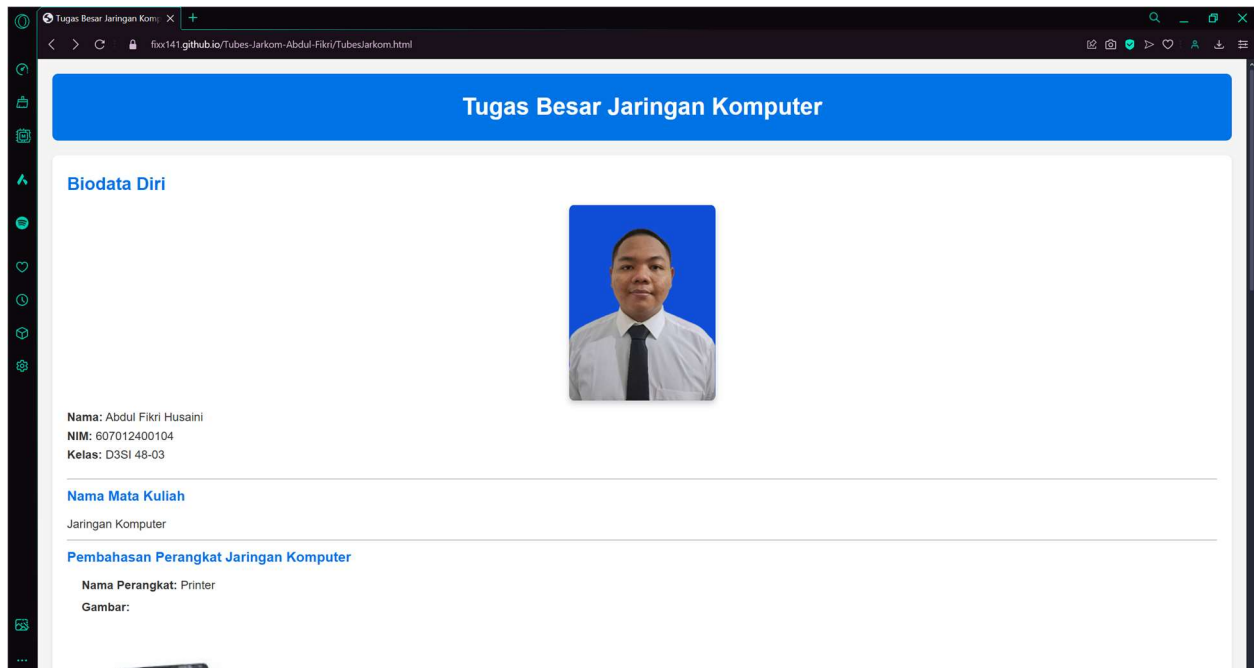 Tugas Besar Jaringan Komp
fixx141.github.io/Tubes-Jarkom-Abdul-Fikri/TubesJarkom.html
Tugas Besar Jaringan Komputer
Biodata Diri
Nama: Abdul Fikri Husaini
NIM: 607012400104
Kelas: D3SI 48-03
Nama Mata Kuliah
Jaringan Komputer
Pembahasan Perangkat Jaringan Komputer
Nama Perangkat: Printer
Gambar: